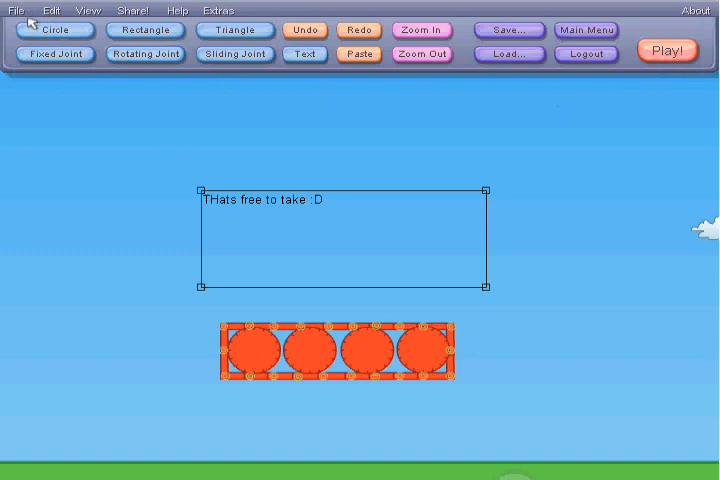 File Edit View Share! Help Extras About
Circle Rectangle Triangle Undo Redo Zoom In Save... Main Menu
Fixed Joint Rotating Joint Sliding Joint Text Paste Zoom Out Load... Logout
Play!
THats free to take :D